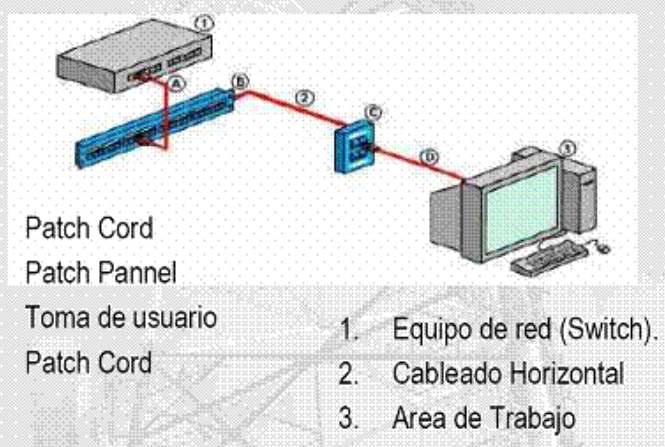 1
A
B
2
C
D
3
Patch Cord
Patch Pannel
Toma de usuario
Patch Cord
1. Equipo de red (Switch).
2. Cableado Horizontal
3. Area de Trabajo